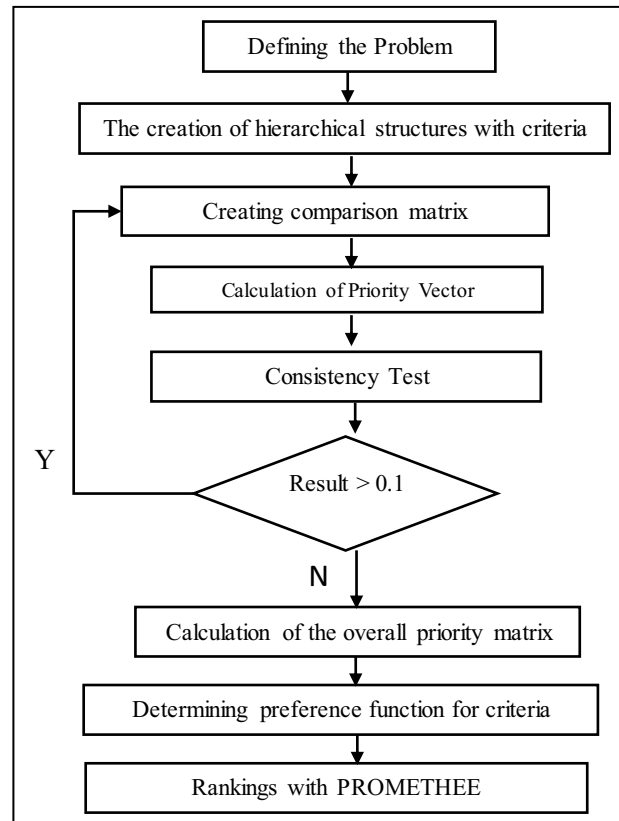 Defining the Problem
The creation of hierarchical structures with criteria
Creating comparison matrix
Calculation of Priority Vector
Consistency Test
Y
Result > 0.1
N
Calculation of the overall priority matrix
Determining preference function for criteria
Rankings with PROMETHEE